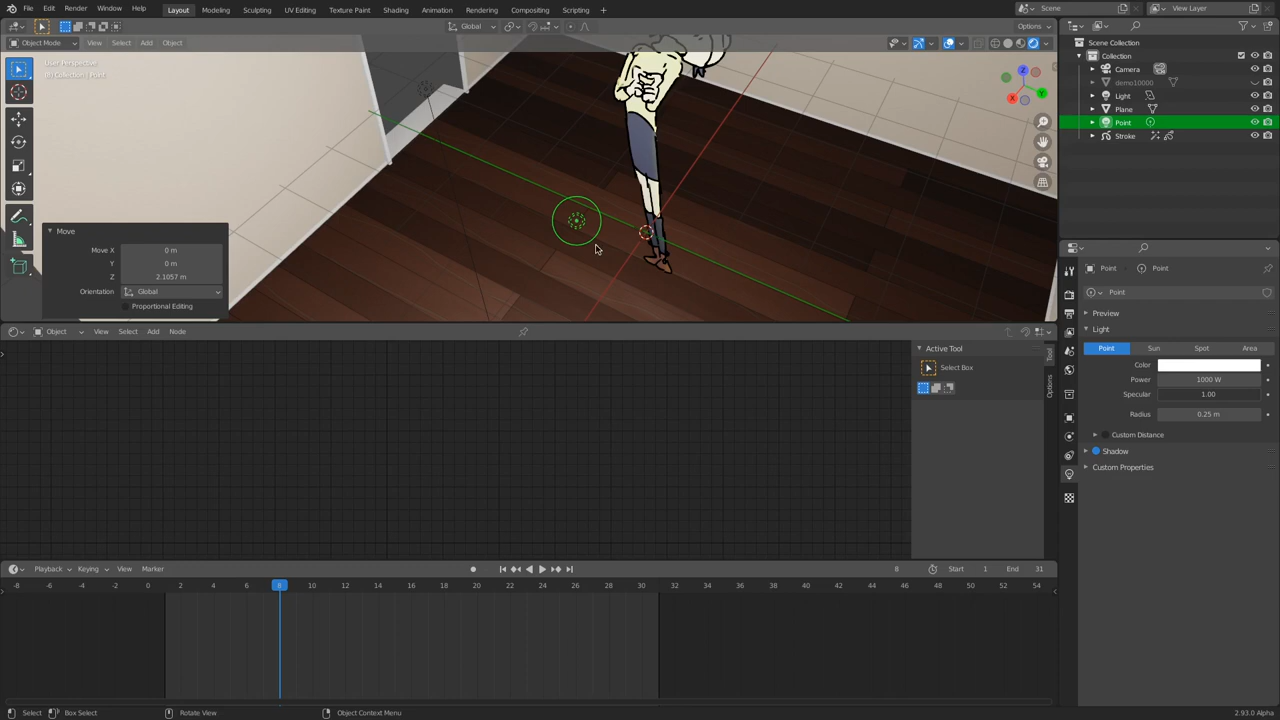 File Edit Render Window Help Layout Modeling Sculpting UV Editing Texture Paint Shading Animation Rendering Compositing Scripting + Scene View Layer
Global Options
Object Mode View Select Add Object
User Perspective
(8) Collection | Point
Scene Collection
Collection
Camera
demo10000
Light
Plane
Point
Stroke
X
Y
Z
Move
Move X 0 m
Y 0 m
Z 2.1057 m
Orientation Global
Proportional Editing
Point Point
Point
Preview
Light
Point Sun Spot Area
Color
Power 1000 W
Specular 1.00
Radius 0.25 m
Custom Distance
Shadow
Custom Properties
Object View Select Add Node
Active Tool
Select Box
Tool
Options
Playback Keying View Marker 8 Start 1 End 31
-8 -6 -4 -2 0 2 4 6 8 10 12 14 16 18 20 22 24 26 28 30 32 34 36 38 40 42 44 46 48 50 52 54
Select Box Select Rotate View Object Context Menu 2.93.0 Alpha